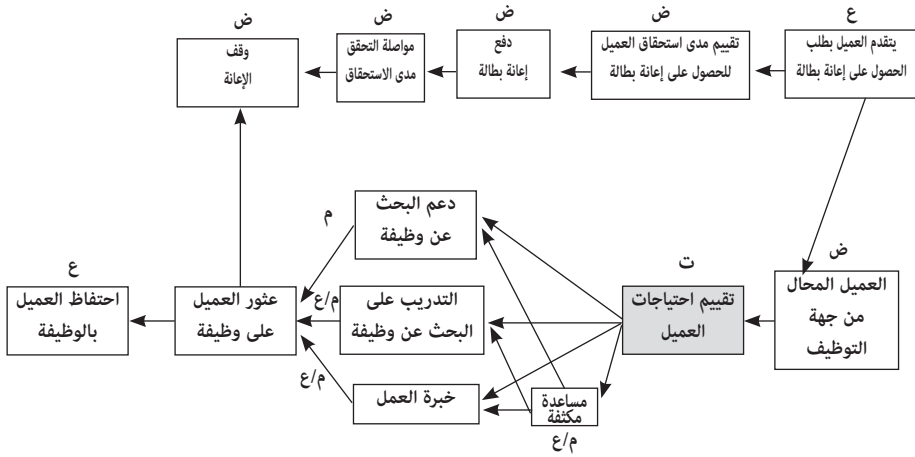 ع
يتقدم العميل بطلب
الحصول على إعانة بطالة
ض
تقييم مدى استحقاق العميل
للحصول على إعانة بطالة
ض
دفع
إعانة بطالة
ض
مواصلة التحقق
مدى الاستحقاق
ض
وقف
الإعانة
ض
العميل المحال
من جهة
التوظيف
ت
تقييم احتياجات
العميل
دعم البحث
عن وظيفة
م
التدريب على
البحث عن وظيفة
م/ع
خبرة العمل
م/ع
مساعدة
مكثفة
م/ع
عثور العميل
على وظيفة
ع
احتفاظ العميل
بالوظيفة